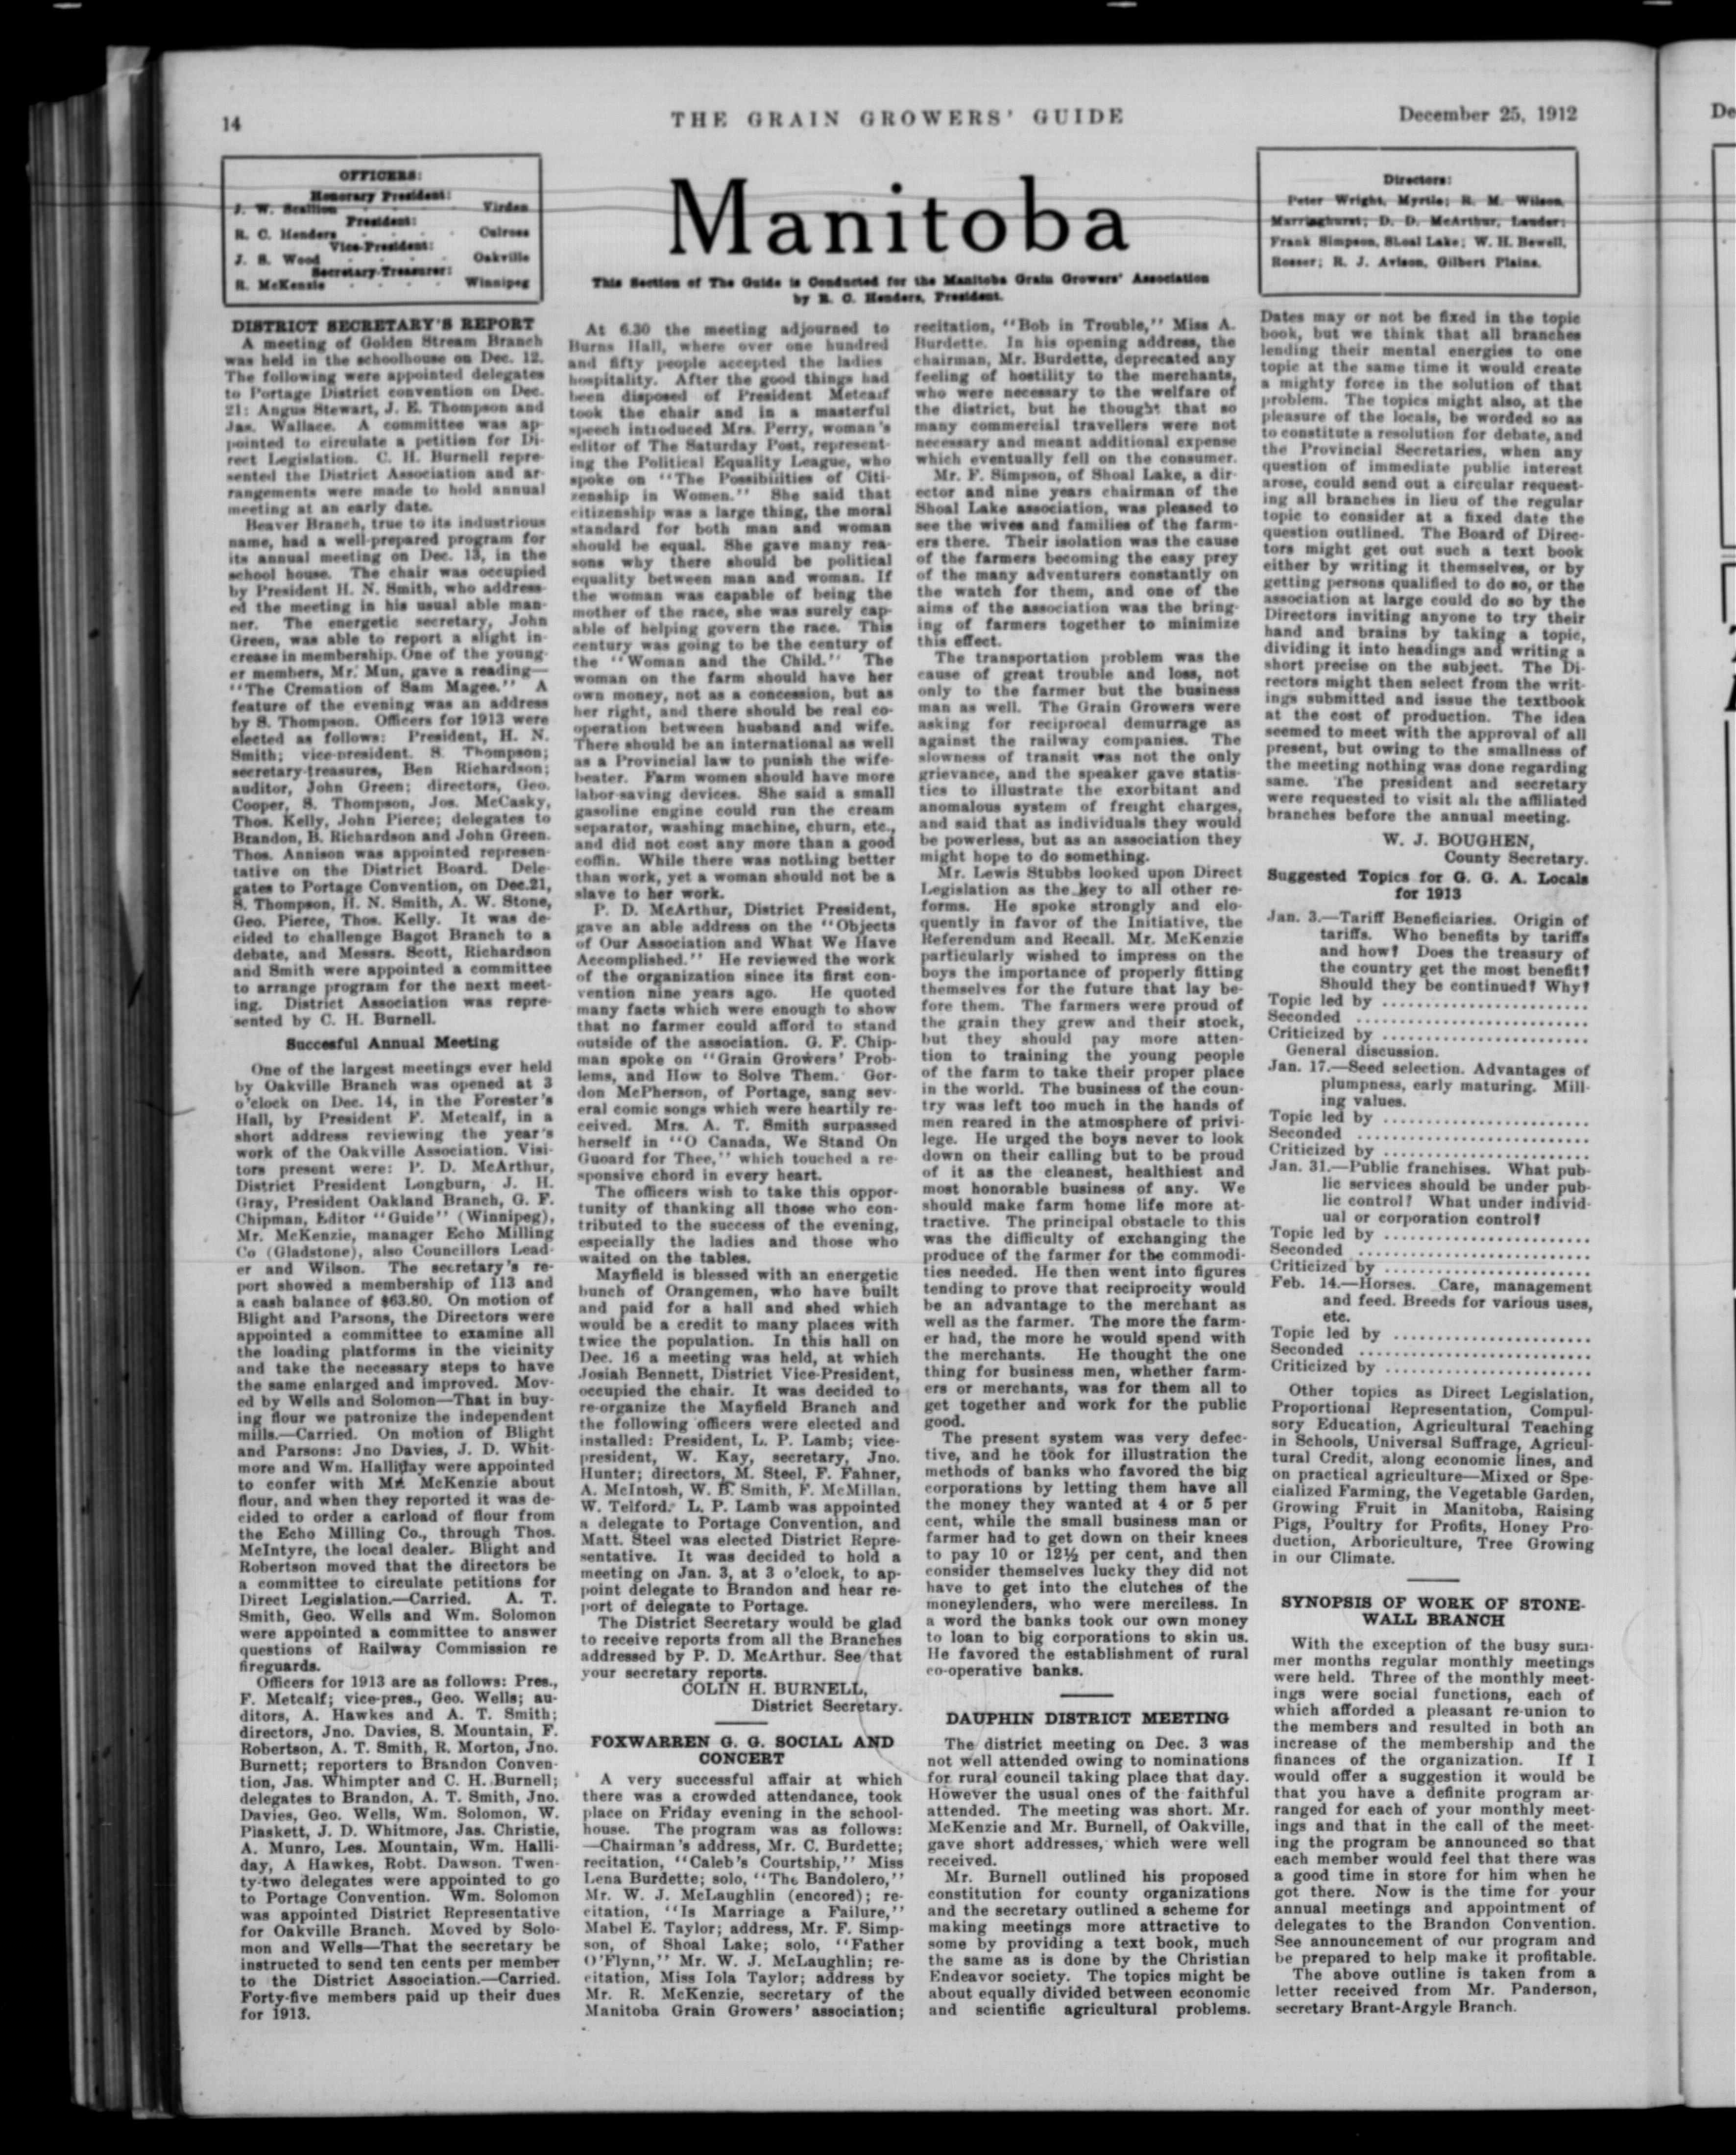 14
THE GRAIN GROWERS' GUIDE
December 25, 1912
OFFICERS:
Honorary President:
J. W. Scallion - - - Virden
President:
R. C. Henders - - - - Culross
Vice-President:
J. S. Wood - - - - Oakville
Secretary-Treasurer:
R. McKenzie - - - - Winnipeg
Manitoba
This Section of The Guide is Conducted for the Manitoba Grain Growers' Association
by R. C. Henders, President.
Directors:
Peter Wright, Myrtle; R. M. Wilson,
Marringhurst; D. D. McArthur, Lauder;
Frank Simpson, Shoal Lake; W. H. Bewell,
Rosser; R. J. Avison, Gilbert Plains.
DISTRICT SECRETARY'S REPORT
A meeting of Golden Stream Branch
was held in the schoolhouse on Dec. 12.
The following were appointed delegates
to Portage District convention on Dec.
21: Angus Stewart, J. E. Thompson and
Jas. Wallace. A committee was ap-
pointed to circulate a petition for Di-
rect Legislation. C. H. Burnell repre-
sented the District Association and ar-
rangements were made to hold annual
meeting at an early date.
Beaver Branch, true to its industrious
name, had a well-prepared program for
its annual meeting on Dec. 13, in the
school house. The chair was occupied
by President H. N. Smith, who address-
ed the meeting in his usual able man-
ner. The energetic secretary, John
Green, was able to report a slight in-
crease in membership. One of the young-
er members, Mr. Mun, gave a reading—
"The Cremation of Sam Magee." A
feature of the evening was an address
by S. Thompson. Officers for 1913 were
elected as follows: President, H. N.
Smith; vice-president. S. Thompson;
secretary-treasures, Ben Richardson;
auditor, John Green; directors, Geo.
Cooper, S. Thompson, Jos. McCasky,
Thos. Kelly, John Pierce; delegates to
Brandon, B. Richardson and John Green.
Thos. Annison was appointed represen-
tative on the District Board. Dele-
gates to Portage Convention, on Dec.21,
S. Thompson, H. N. Smith, A. W. Stone,
Geo. Pierce, Thos. Kelly. It was de-
cided to challenge Bagot Branch to a
debate, and Messrs. Scott, Richardson
and Smith were appointed a committee
to arrange program for the next meet-
ing. District Association was repre-
sented by C. H. Burnell.
Succesful Annual Meeting
One of the largest meetings ever held
by Oakville Branch was opened at 3
o'clock on Dec. 14, in the Forester's
Hall, by President F. Metcalf, in a
short address reviewing the year's
work of the Oakville Association. Visi-
tors present were: P. D. McArthur,
District President Longburn, J. H.
Gray, President Oakland Branch, G. F.
Chipman, Editor "Guide" (Winnipeg),
Mr. McKenzie, manager Echo Milling
Co (Gladstone), also Councillors Lead-
er and Wilson. The secretary's re-
port showed a membership of 113 and
a cash balance of $63.80. On motion of
Blight and Parsons, the Directors were
appointed a committee to examine all
the loading platforms in the vicinity
and take the necessary steps to have
the same enlarged and improved. Mov-
ed by Wells and Solomon—That in buy-
ing flour we patronize the independent
mills.—Carried. On motion of Blight
and Parsons: Jno Davies, J. D. Whit-
more and Wm. Halliday were appointed
to confer with Mr. McKenzie about
flour, and when they reported it was de-
cided to order a carload of flour from
the Echo Milling Co., through Thos.
McIntyre, the local dealer. Blight and
Robertson moved that the directors be
a committee to circulate petitions for
Direct Legislation.—Carried. A. T.
Smith, Geo. Wells and Wm. Solomon
were appointed a committee to answer
questions of Railway Commission re
fireguards.
Officers for 1913 are as follows: Pres.,
F. Metcalf; vice-pres., Geo. Wells; au-
ditors, A. Hawkes and A. T. Smith;
directors, Jno. Davies, S. Mountain, F.
Robertson, A. T. Smith, R. Morton, Jno.
Burnett; reporters to Brandon Conven-
tion, Jas. Whimpter and C. H. Burnell;
delegates to Brandon, A. T. Smith, Jno.
Davies, Geo. Wells, Wm. Solomon, W.
Plaskett, J. D. Whitmore, Jas. Christie,
A. Munro, Les. Mountain, Wm. Halli-
day, A Hawkes, Robt. Dawson. Twen-
ty-two delegates were appointed to go
to Portage Convention. Wm. Solomon
was appointed District Representative
for Oakville Branch. Moved by Solo-
mon and Wells—That the secretary be
instructed to send ten cents per member
to the District Association.—Carried.
Forty-five members paid up their dues
for 1913.
At 6.30 the meeting adjourned to
Burns Hall, where over one hundred
and fifty people accepted the ladies
hospitality. After the good things had
been disposed of President Metcalf
took the chair and in a masterful
speech introduced Mrs. Perry, woman's
editor of The Saturday Post, represent-
ing the Political Equality League, who
spoke on "The Possibilities of Citi-
zenship in Women." She said that
citizenship was a large thing, the moral
standard for both man and woman
should be equal. She gave many rea-
sons why there should be political
equality between man and woman. If
the woman was capable of being the
mother of the race, she was surely cap-
able of helping govern the race. This
century was going to be the century of
the "Woman and the Child." The
woman on the farm should have her
own money, not as a concession, but as
her right, and there should be real co-
operation between husband and wife.
There should be an international as well
as a Provincial law to punish the wife-
beater. Farm women should have more
labor-saving devices. She said a small
gasoline engine could run the cream
separator, washing machine, churn, etc.,
and did not cost any more than a good
coffin. While there was nothing better
than work, yet a woman should not be a
slave to her work.
P. D. McArthur, District President,
gave an able address on the "Objects
of Our Association and What We Have
Accomplished." He reviewed the work
of the organization since its first con-
vention nine years ago. He quoted
many facts which were enough to show
that no farmer could afford to stand
outside of the association. G. F. Chip-
man spoke on "Grain Growers' Prob-
lems, and How to Solve Them. Gor-
don McPherson, of Portage, sang sev-
eral comic songs which were heartily re-
ceived. Mrs. A. T. Smith surpassed
herself in "O Canada, We Stand On
Guoard for Thee," which touched a re-
sponsive chord in every heart.
The officers wish to take this oppor-
tunity of thanking all those who con-
tributed to the success of the evening,
especially the ladies and those who
waited on the tables.
Mayfield is blessed with an energetic
bunch of Orangemen, who have built
and paid for a hall and shed which
would be a credit to many places with
twice the population. In this hall on
Dec. 16 a meeting was held, at which
Josiah Bennett, District Vice-President,
occupied the chair. It was decided to
re-organize the Mayfield Branch and
the following officers were elected and
installed: President, L. P. Lamb; vice-
president, W. Kay, secretary, Jno.
Hunter; directors, M. Steel, F. Fahner,
A. McIntosh, W. B. Smith, F. McMillan,
W. Telford. L. P. Lamb was appointed
a delegate to Portage Convention, and
Matt. Steel was elected District Repre-
sentative. It was decided to hold a
meeting on Jan. 3, at 3 o'clock, to ap-
point delegate to Brandon and hear re-
port of delegate to Portage.
The District Secretary would be glad
to receive reports from all the Branches
addressed by P. D. McArthur. See that
your secretary reports.
COLIN H. BURNELL,
District Secretary.
FOXWARREN G. G. SOCIAL AND
CONCERT
A very successful affair at which
there was a crowded attendance, took
place on Friday evening in the school-
house. The program was as follows:
—Chairman's address, Mr. C. Burdette;
recitation, "Caleb's Courtship," Miss
Lena Burdette; solo, "The Bandolero,"
Mr. W. J. McLaughlin (encored); re-
citation, "Is Marriage a Failure,"
Mabel E. Taylor; address, Mr. F. Simp-
son, of Shoal Lake; solo, "Father
O'Flynn," Mr. W. J. McLaughlin; re-
citation, Miss Iola Taylor; address by
Mr. R. McKenzie, secretary of the
Manitoba Grain Growers' association;
recitation, "Bob in Trouble," Miss A.
Burdette. In his opening address, the
chairman, Mr. Burdette, deprecated any
feeling of hostility to the merchants,
who were necessary to the welfare of
the district, but he thought that so
many commercial travellers were not
necessary and meant additional expense
which eventually fell on the consumer.
Mr. F. Simpson, of Shoal Lake, a dir-
ector and nine years chairman of the
Shoal Lake association, was pleased to
see the wives and families of the farm-
ers there. Their isolation was the cause
of the farmers becoming the easy prey
of the many adventurers constantly on
the watch for them, and one of the
aims of the association was the bring-
ing of farmers together to minimize
this effect.
The transportation problem was the
cause of great trouble and loss, not
only to the farmer but the business
man as well. The Grain Growers were
asking for reciprocal demurrage as
against the railway companies. The
slowness of transit was not the only
grievance, and the speaker gave statis-
tics to illustrate the exorbitant and
anomalous system of freight charges,
and said that as individuals they would
be powerless, but as an association they
might hope to do something.
Mr. Lewis Stubbs looked upon Direct
Legislation as the key to all other re-
forms. He spoke strongly and elo-
quently in favor of the Initiative, the
Referendum and Recall. Mr. McKenzie
particularly wished to impress on the
boys the importance of properly fitting
themselves for the future that lay be-
fore them. The farmers were proud of
the grain they grew and their stock,
but they should pay more atten-
tion to training the young people
of the farm to take their proper place
in the world. The business of the coun-
try was left too much in the hands of
men reared in the atmosphere of privi-
lege. He urged the boys never to look
down on their calling but to be proud
of it as the cleanest, healthiest and
most honorable business of any. We
should make farm home life more at-
tractive. The principal obstacle to this
was the difficulty of exchanging the
produce of the farmer for the commodi-
ties needed. He then went into figures
tending to prove that reciprocity would
be an advantage to the merchant as
well as the farmer. The more the farm-
er had, the more he would spend with
the merchants. He thought the one
thing for business men, whether farm-
ers or merchants, was for them all to
get together and work for the public
good.
The present system was very defec-
tive, and he took for illustration the
methods of banks who favored the big
corporations by letting them have all
the money they wanted at 4 or 5 per
cent, while the small business man or
farmer had to get down on their knees
to pay 10 or 12½ per cent, and then
consider themselves lucky they did not
have to get into the clutches of the
moneylenders, who were merciless. In
a word the banks took our own money
to loan to big corporations to skin us.
He favored the establishment of rural
co-operative banks.
DAUPHIN DISTRICT MEETING
The district meeting on Dec. 3 was
not well attended owing to nominations
for rural council taking place that day.
However the usual ones of the faithful
attended. The meeting was short. Mr.
McKenzie and Mr. Burnell, of Oakville,
gave short addresses, which were well
received.
Mr. Burnell outlined his proposed
constitution for county organizations
and the secretary outlined a scheme for
making meetings more attractive to
some by providing a text book, much
the same as is done by the Christian
Endeavor society. The topics might be
about equally divided between economic
and scientific agricultural problems.
Dates may or not be fixed in the topic
book, but we think that all branches
lending their mental energies to one
topic at the same time it would create
a mighty force in the solution of that
problem. The topics might also, at the
pleasure of the locals, be worded so as
to constitute a resolution for debate, and
the Provincial Secretaries, when any
question of immediate public interest
arose, could send out a circular request-
ing all branches in lieu of the regular
topic to consider at a fixed date the
question outlined. The Board of Direc-
tors might get out such a text book
either by writing it themselves, or by
getting persons qualified to do so, or the
association at large could do so by the
Directors inviting anyone to try their
hand and brains by taking a topic,
dividing it into headings and writing a
short precise on the subject. The Di-
rectors might then select from the writ-
ings submitted and issue the textbook
at the cost of production. The idea
seemed to meet with the approval of all
present, but owing to the smallness of
the meeting nothing was done regarding
same. The president and secretary
were requested to visit all the affiliated
branches before the annual meeting.
W. J. BOUGHEN,
County Secretary.
Suggested Topics for G. G. A. Locals
for 1913
Jan. 3.—Tariff Beneficiaries. Origin of
tariffs. Who benefits by tariffs
and how? Does the treasury of
the country get the most benefit?
Should they be continued? Why?
Topic led by ........................
Seconded ...........................
Criticized by ........................
General discussion.
Jan. 17.—Seed selection. Advantages of
plumpness, early maturing. Mill-
ing values.
Topic led by ........................
Seconded ...........................
Criticized by ........................
Jan. 31.—Public franchises. What pub-
lic services should be under pub-
lic control? What under individ-
ual or corporation control?
Topic led by ........................
Seconded ...........................
Criticized by ........................
Feb. 14.—Horses. Care, management
and feed. Breeds for various uses,
etc.
Topic led by ........................
Seconded ...........................
Criticized by ........................
Other topics as Direct Legislation,
Proportional Representation, Compul-
sory Education, Agricultural Teaching
in Schools, Universal Suffrage, Agricul-
tural Credit, along economic lines, and
on practical agriculture—Mixed or Spe-
cialized Farming, the Vegetable Garden,
Growing Fruit in Manitoba, Raising
Pigs, Poultry for Profits, Honey Pro-
duction, Arboriculture, Tree Growing
in our Climate.
SYNOPSIS OF WORK OF STONE-
WALL BRANCH
With the exception of the busy sum-
mer months regular monthly meetings
were held. Three of the monthly meet-
ings were social functions, each of
which afforded a pleasant re-union to
the members and resulted in both an
increase of the membership and the
finances of the organization. If I
would offer a suggestion it would be
that you have a definite program ar-
ranged for each of your monthly meet-
ings and that in the call of the meet-
ing the program be announced so that
each member would feel that there was
a good time in store for him when he
got there. Now is the time for your
annual meetings and appointment of
delegates to the Brandon Convention.
See announcement of our program and
be prepared to help make it profitable.
The above outline is taken from a
letter received from Mr. Panderson,
secretary Brant-Argyle Branch.
De